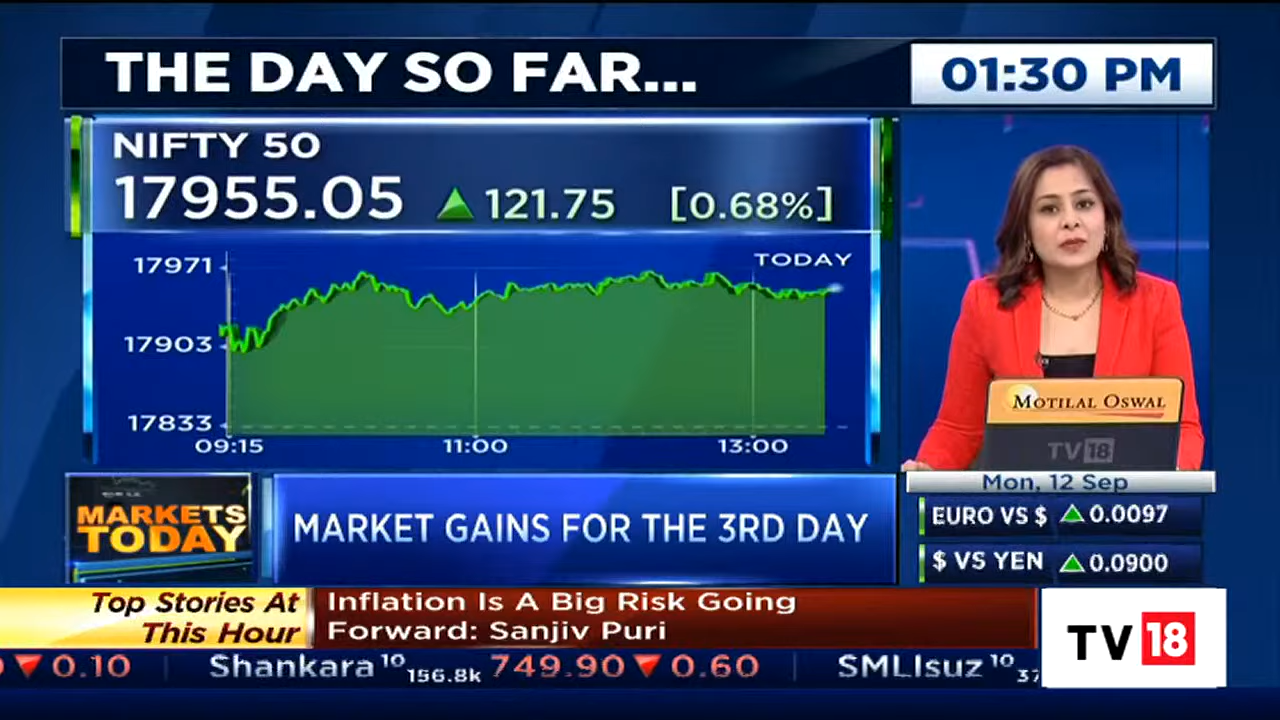 THE DAY SO FAR...
01:30 PM
NIFTY 50
17955.05 ▲ 121.75 [0.68%]
TODAY
17971
17903
17833
09:15 11:00 13:00
MOTILAL OSWAL
TV18
Mon, 12 Sep
EURO VS $ ▲ 0.0097
$ VS YEN ▲ 0.0900
MARKETS
TODAY
MARKET GAINS FOR THE 3RD DAY
Top Stories At
This Hour
Inflation Is A Big Risk Going
Forward: Sanjiv Puri
▼ 0.10 Shankara 10 156.8k 749.90 ▼ 0.60 SMLIsuz 10
TV18